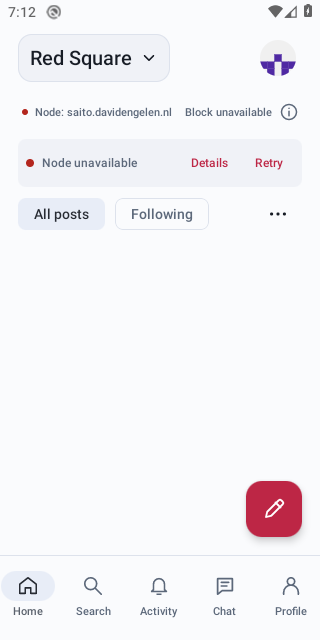 7:12
Red Square
Node: saito.davidengelen.nl Block unavailable
Node unavailable Details Retry
All posts Following
Home Search Activity Chat Profile